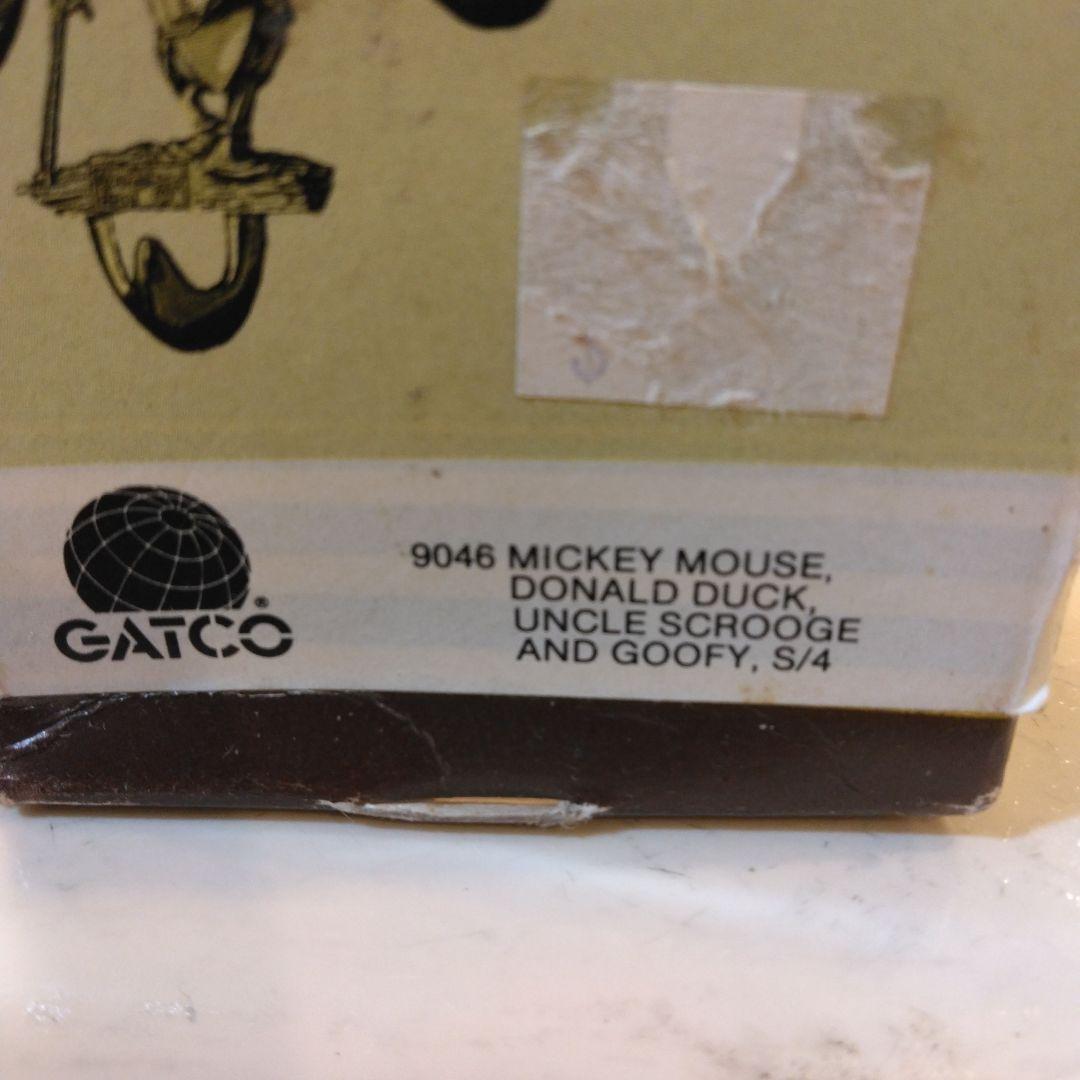 GATCO®
9046 MICKEY MOUSE,
DONALD DUCK,
UNCLE SCROOGE
AND GOOFY, S/4